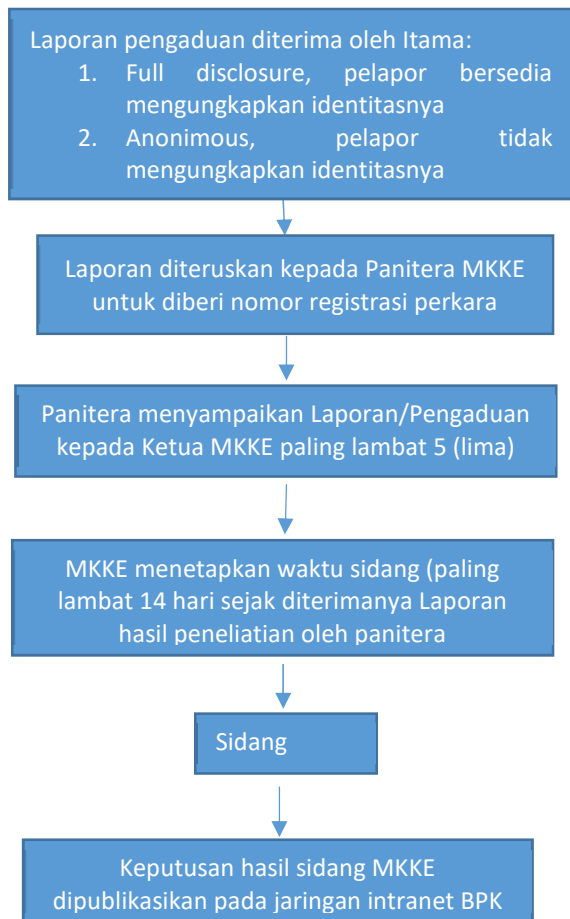 Laporan pengaduan diterima oleh Itama:
1. Full disclosure, pelapor bersedia
mengungkapkan identitasnya
2. Anonimous, pelapor tidak
mengungkapkan identitasnya
Laporan diteruskan kepada Panitera MKKE
untuk diberi nomor registrasi perkara
Panitera menyampaikan Laporan/Pengaduan
kepada Ketua MKKE paling lambat 5 (lima)
MKKE menetapkan waktu sidang (paling
lambat 14 hari sejak diterimanya Laporan
hasil peneliatian oleh panitera
Sidang
Keputusan hasil sidang MKKE
dipublikasikan pada jaringan intranet BPK